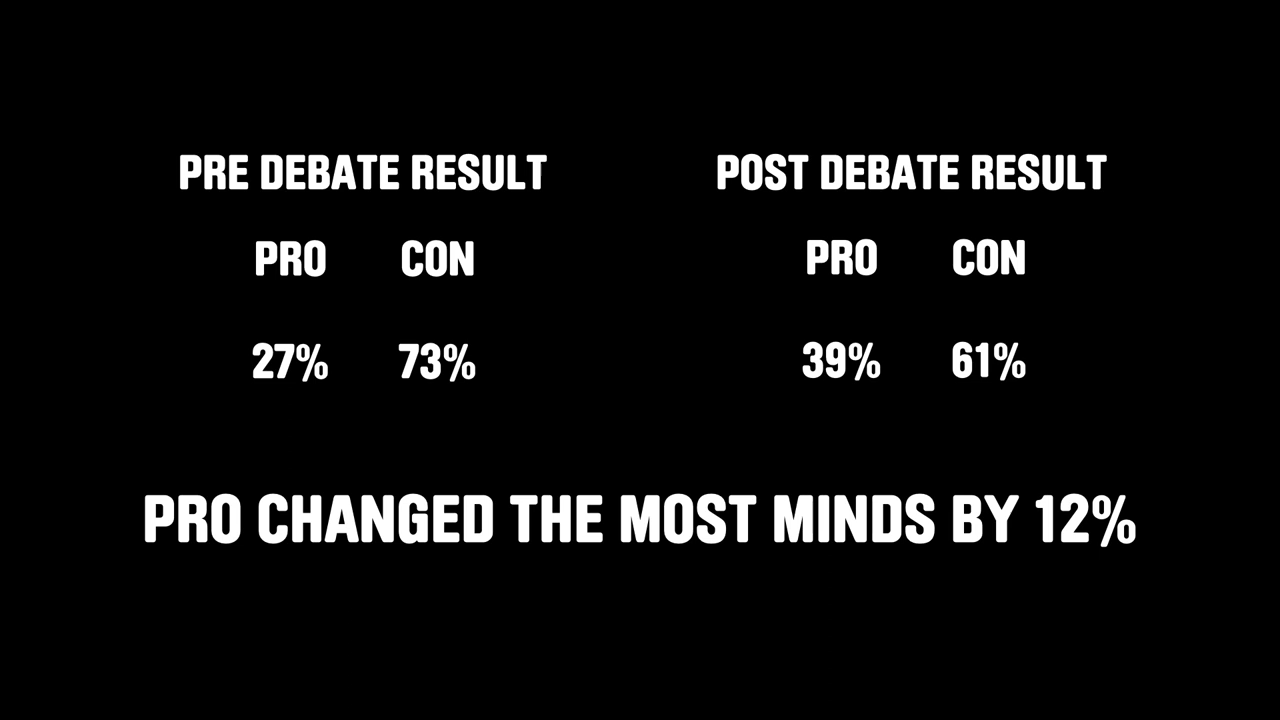 PRE DEBATE RESULT POST DEBATE RESULT
PRO CON PRO CON
27% 73% 39% 61%
PRO CHANGED THE MOST MINDS BY 12%